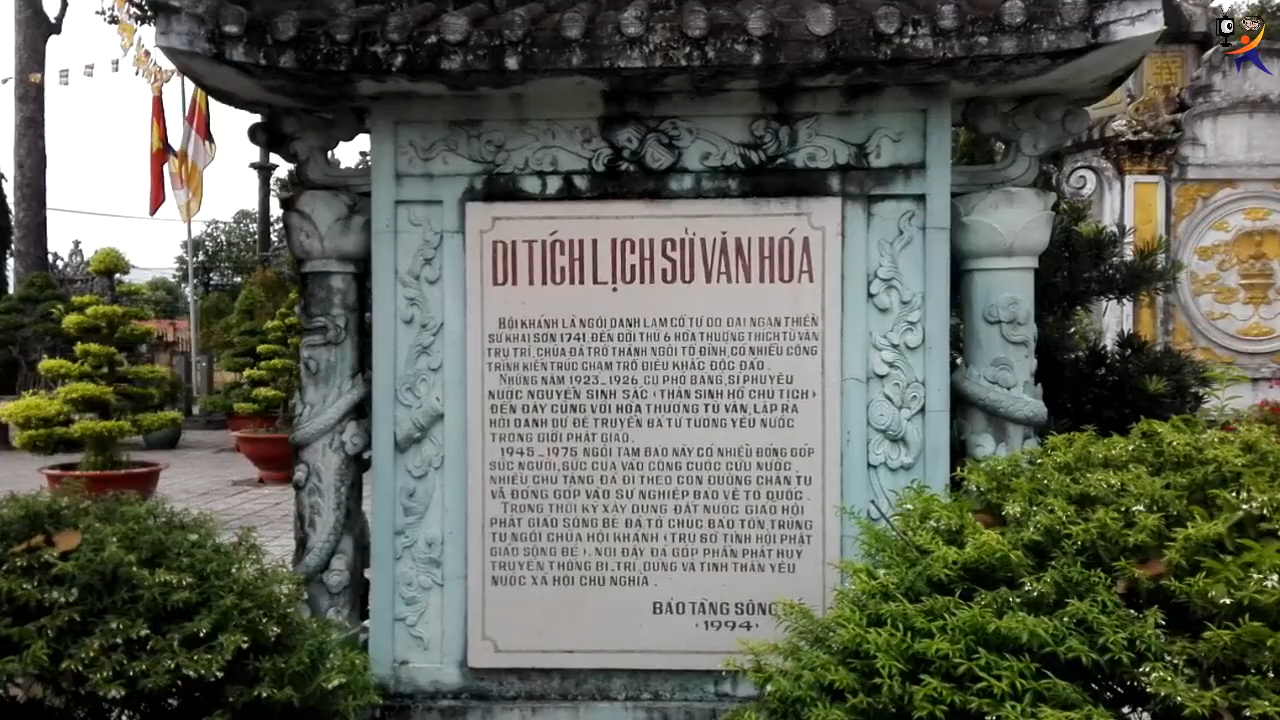 DI TÍCH LỊCH SỬ VĂN HÓA
HỘI KHÁNH LÀ NGÔI DANH LAM CỔ TỰ DO ĐẠI NGẠN THIỀN
SƯ KHAI SƠN 1741. ĐẾN ĐỜI THỨ 6 HÒA THƯỢNG THÍCH TỪ VĂN
TRỤ TRÌ, CHÙA ĐÃ TRỞ THÀNH NGÔI TỔ ĐÌNH, CÓ NHIỀU CÔNG
TRÌNH KIẾN TRÚC CHẠM TRỔ ĐIÊU KHẮC ĐỘC ĐÁO.
NHỮNG NĂM 1923_1926, CỤ PHÓ BẢNG, SĨ PHU YÊU
NƯỚC NGUYỄN SINH SẮC (THÂN SINH HỒ CHỦ TỊCH)
ĐẾN ĐÂY CÙNG VỚI HÒA THƯỢNG TỪ VĂN, LẬP RA
HỘI DANH DỰ ĐỂ TRUYỀN BÁ TƯ TƯỞNG YÊU NƯỚC
TRONG GIỚI PHẬT GIÁO.
1945_1975 NGÔI TAM BẢO NÀY CÓ NHIỀU ĐÓNG GÓP
SỨC NGƯỜI, SỨC CỦA VÀO CÔNG CUỘC CỨU NƯỚC.
NHIỀU CHƯ TĂNG ĐÃ ĐI THEO CON ĐƯỜNG CHÂN TU
VÀ ĐÓNG GÓP VÀO SỰ NGHIỆP BẢO VỆ TỔ QUỐC.
TRONG THỜI KỲ XÂY DỰNG ĐẤT NƯỚC GIÁO HỘI
PHẬT GIÁO SÔNG BÉ ĐÃ TỔ CHỨC BẢO TỒN, TRÙNG
TU NGÔI CHÙA HỘI KHÁNH (TRỤ SỞ TỈNH HỘI PHẬT
GIÁO SÔNG BÉ). NƠI ĐÂY ĐÃ GÓP PHẦN PHÁT HUY
TRUYỀN THỐNG BI_TRÍ_DŨNG VÀ TINH THẦN YÊU
NƯỚC XÃ HỘI CHỦ NGHĨA.
BẢO TÀNG SÔNG
(1994)